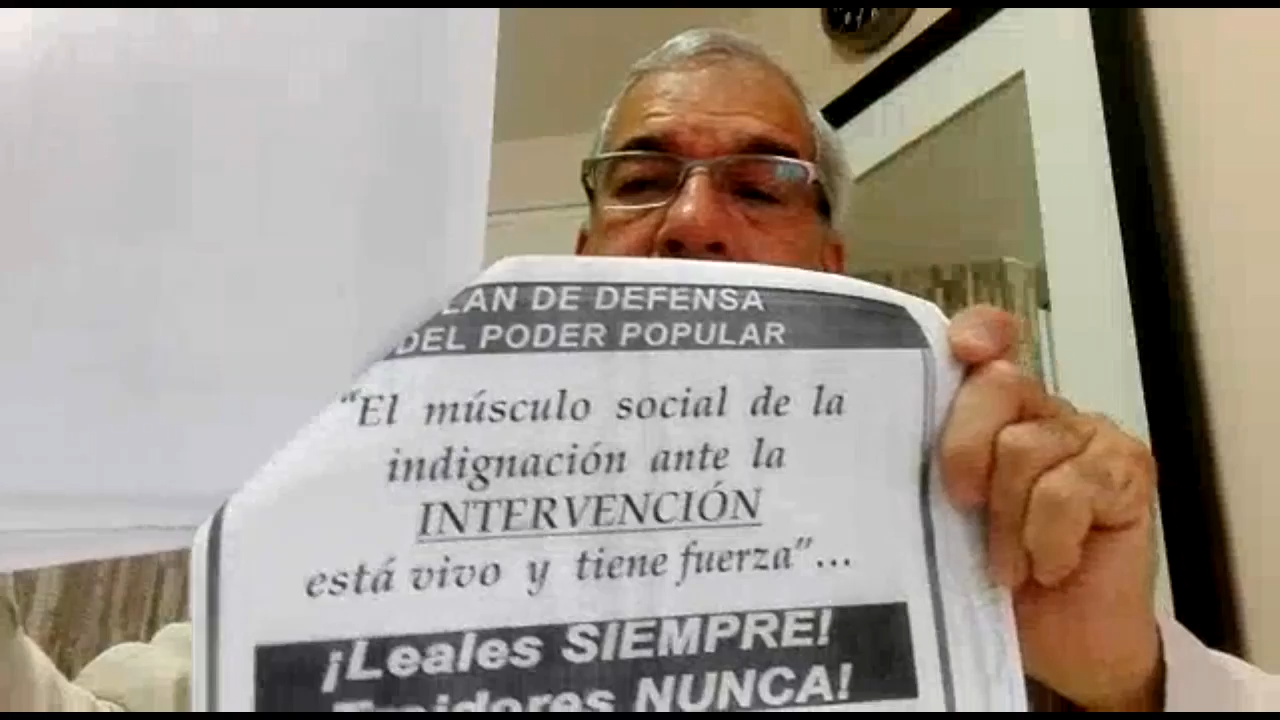 LAN DE DEFENSA
DEL PODER POPULAR
"El músculo social de la
indignación ante la
INTERVENCIÓN
está vivo y tiene fuerza"...
¡Leales SIEMPRE!
Traidores NUNCA!